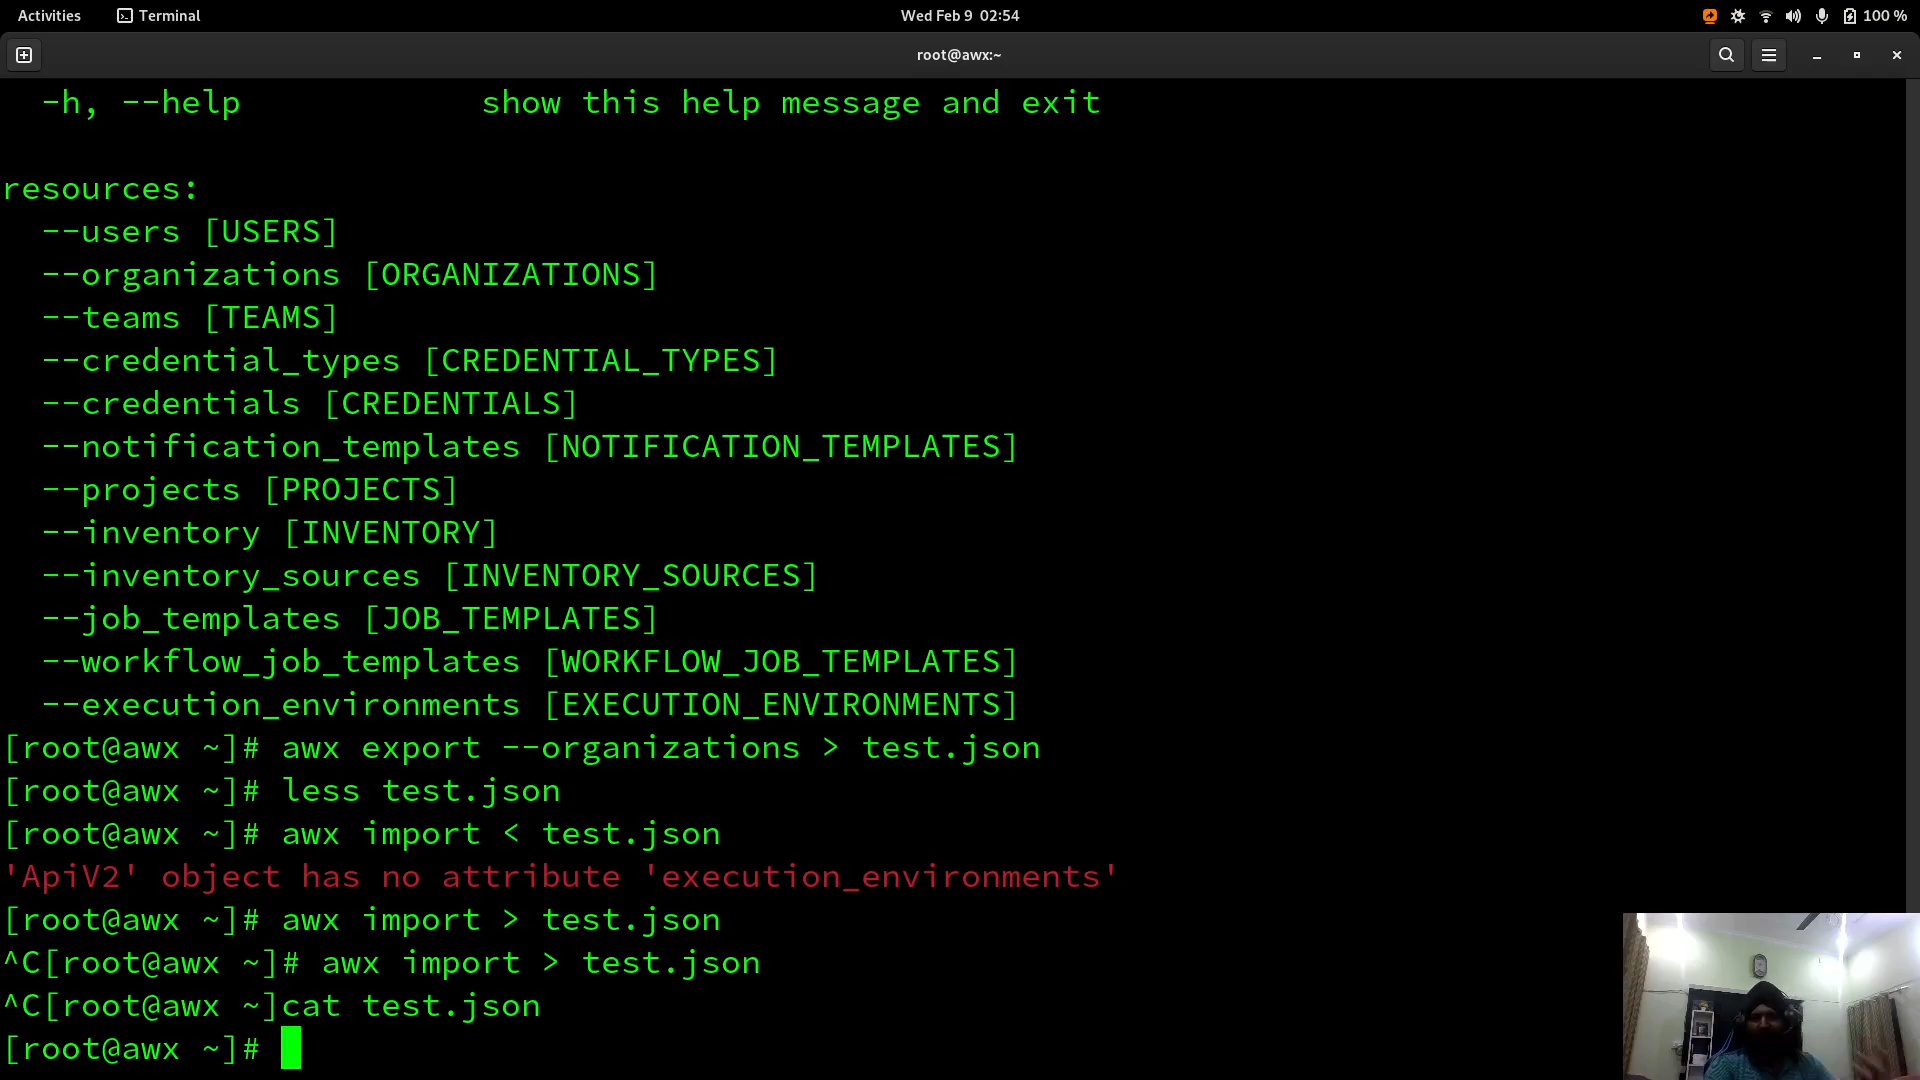 Activities Terminal Wed Feb 9 02:54 100 %
root@awx:~
-h, --help show this help message and exit
resources:
--users [USERS]
--organizations [ORGANIZATIONS]
--teams [TEAMS]
--credential_types [CREDENTIAL_TYPES]
--credentials [CREDENTIALS]
--notification_templates [NOTIFICATION_TEMPLATES]
--projects [PROJECTS]
--inventory [INVENTORY]
--inventory_sources [INVENTORY_SOURCES]
--job_templates [JOB_TEMPLATES]
--workflow_job_templates [WORKFLOW_JOB_TEMPLATES]
--execution_environments [EXECUTION_ENVIRONMENTS]
[root@awx ~]# awx export --organizations > test.json
[root@awx ~]# less test.json
[root@awx ~]# awx import < test.json
'ApiV2' object has no attribute 'execution_environments'
[root@awx ~]# awx import > test.json
^C[root@awx ~]# awx import > test.json
^C[root@awx ~]cat test.json
[root@awx ~]#